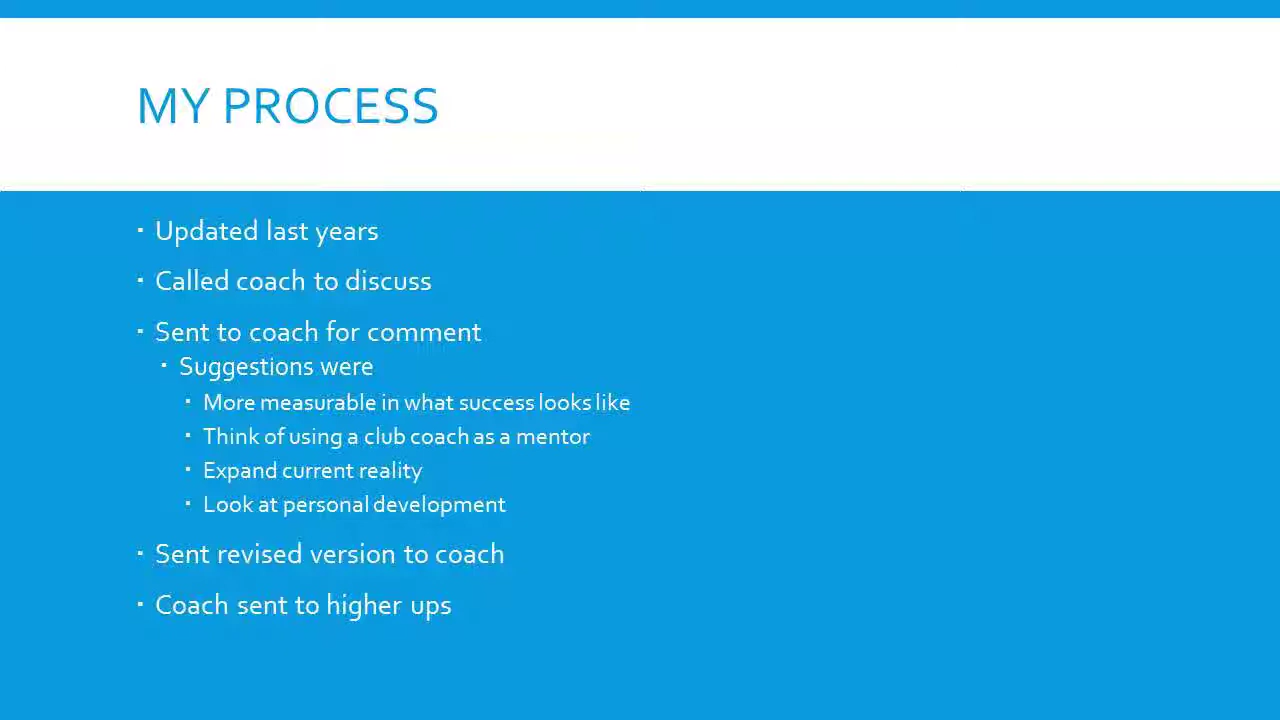 MY PROCESS
▪ Updated last years
▪ Called coach to discuss
▪ Sent to coach for comment
▪ Suggestions were
▪ More measurable in what success looks like
▪ Think of using a club coach as a mentor
▪ Expand current reality
▪ Look at personal development
▪ Sent revised version to coach
▪ Coach sent to higher ups